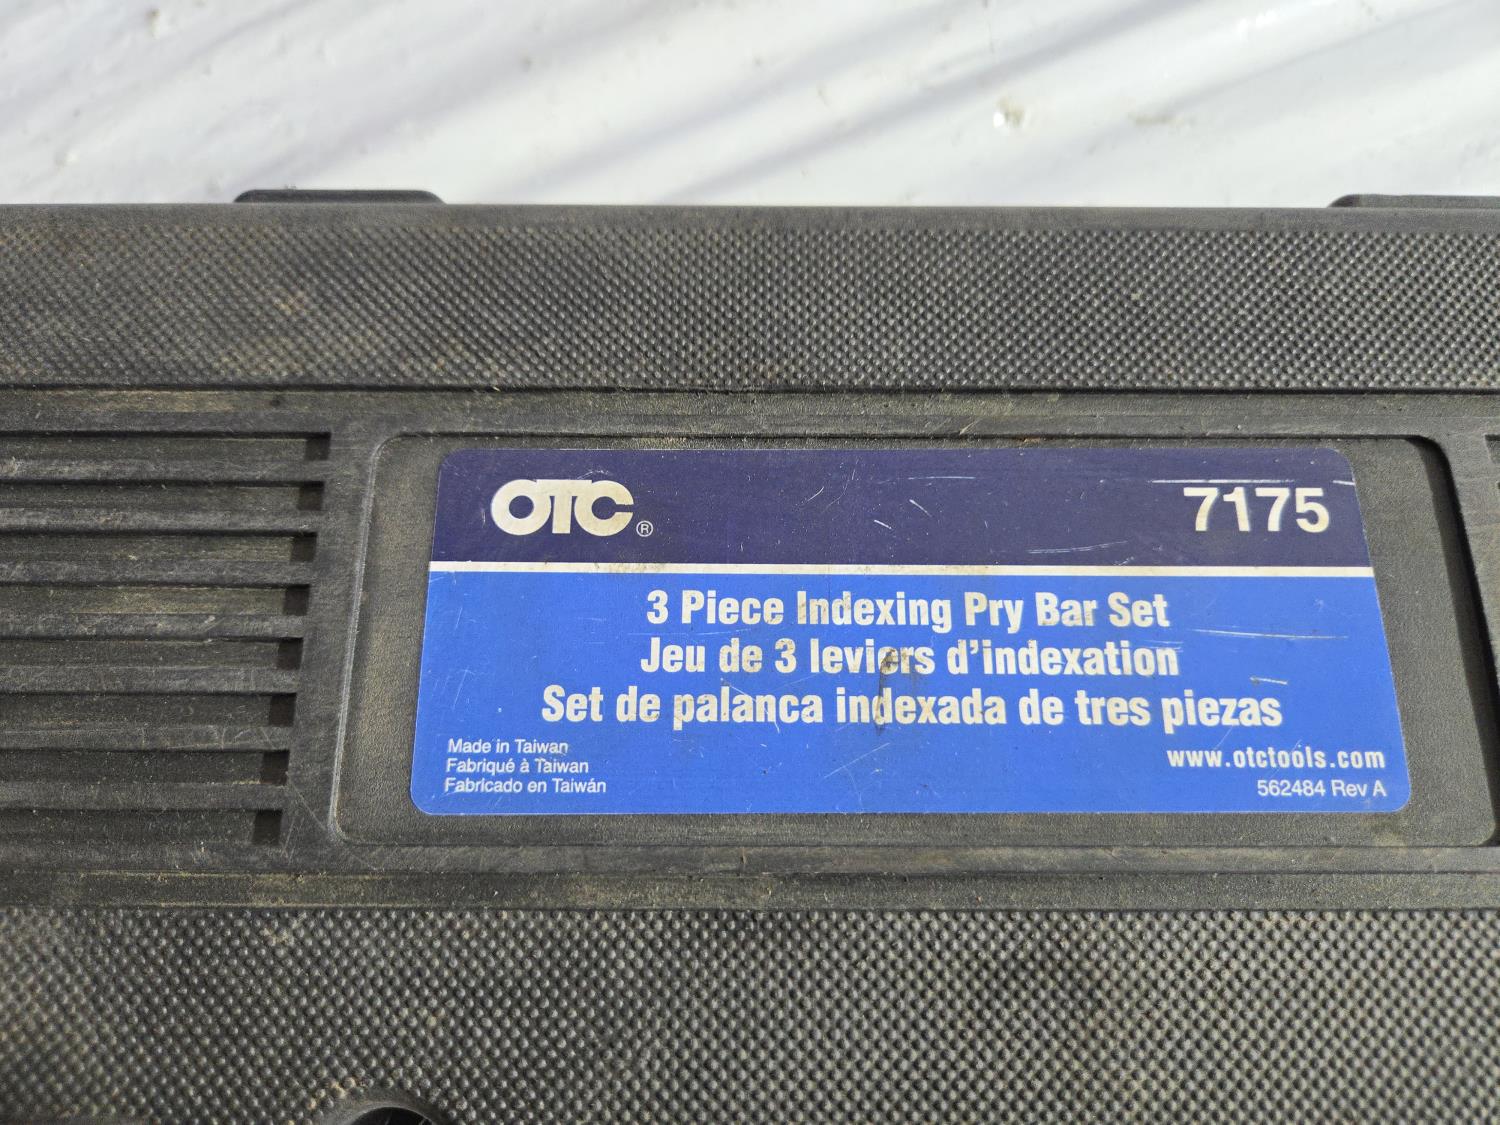 OTC®
7175
3 Piece Indexing Pry Bar Set
Jeu de 3 leviers d'indexation
Set de palanca indexada de tres piezas
Made in Taiwan
Fabriqué à Taiwan
Fabricado en Taiwán
www.otctools.com
562484 Rev A